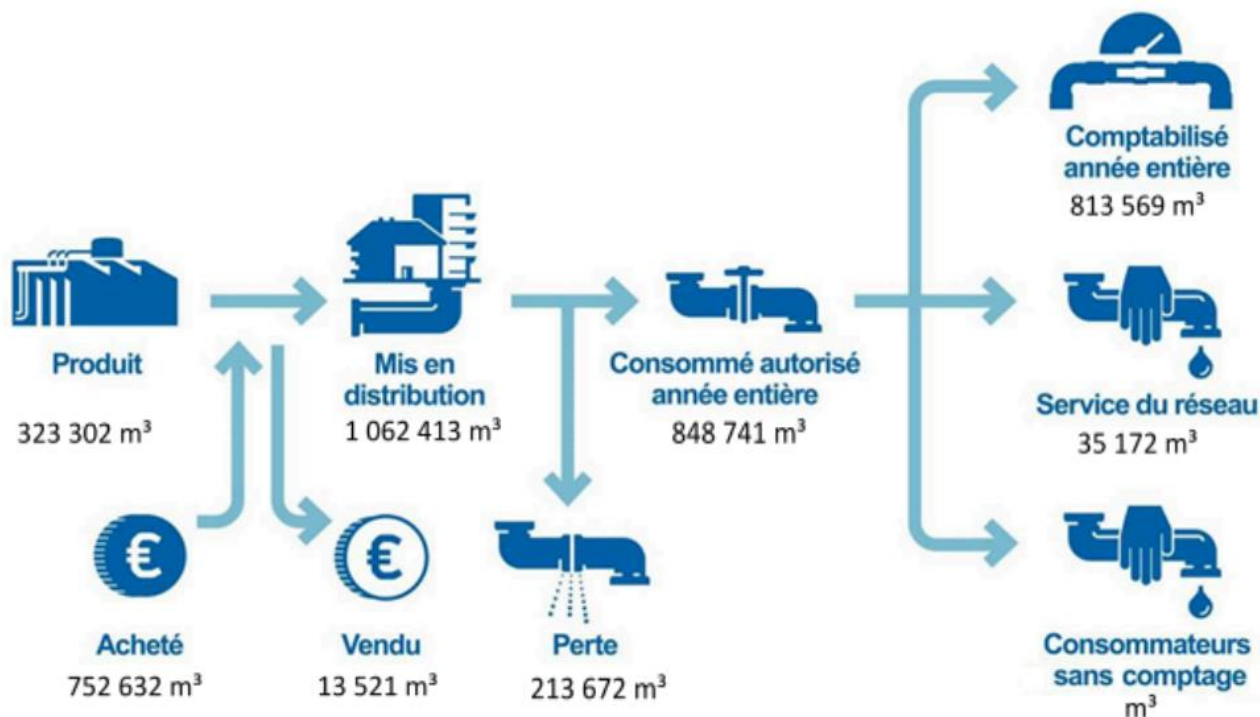 Comptabilisé
année entière
813 569 m³
Produit
323 302 m³
Mis en
distribution
1 062 413 m³
Consommé autorisé
année entière
848 741 m³
Service du réseau
35 172 m³
€
Acheté
752 632 m³
€
Vendu
13 521 m³
Perte
213 672 m³
Consommateurs
sans comptage
m³